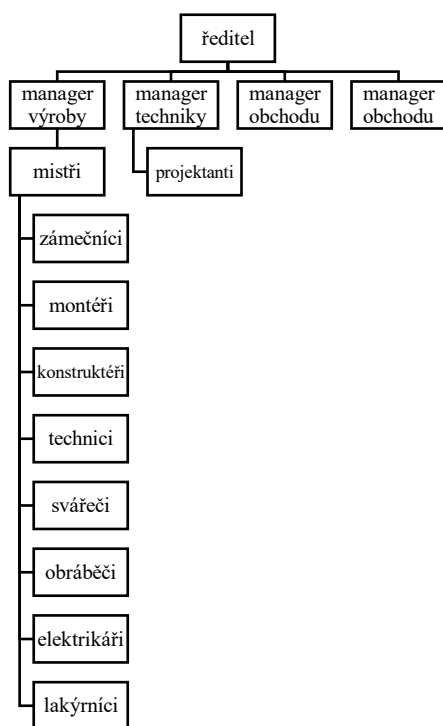 ředitel
manager
výroby
manager
techniky
manager
obchodu
manager
obchodu
mistři
projektanti
zámečníci
montéři
konstruktéři
technici
svářeči
obráběči
elektrikáři
lakýrníci